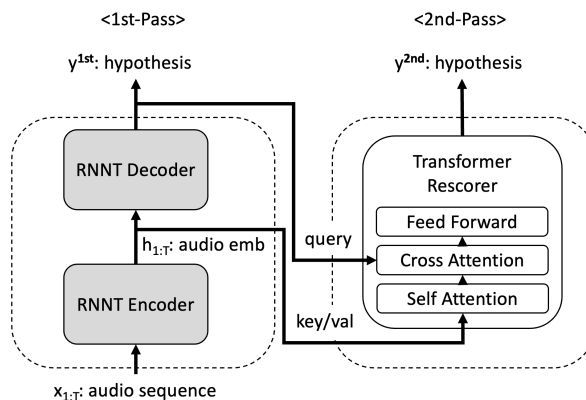 <1st-Pass>
<2nd-Pass>
y1st: hypothesis
y2nd: hypothesis
RNNT Decoder
Transformer
Rescorer
Feed Forward
query
h1:T: audio emb
Cross Attention
RNNT Encoder
Self Attention
key/val
x1:T: audio sequence